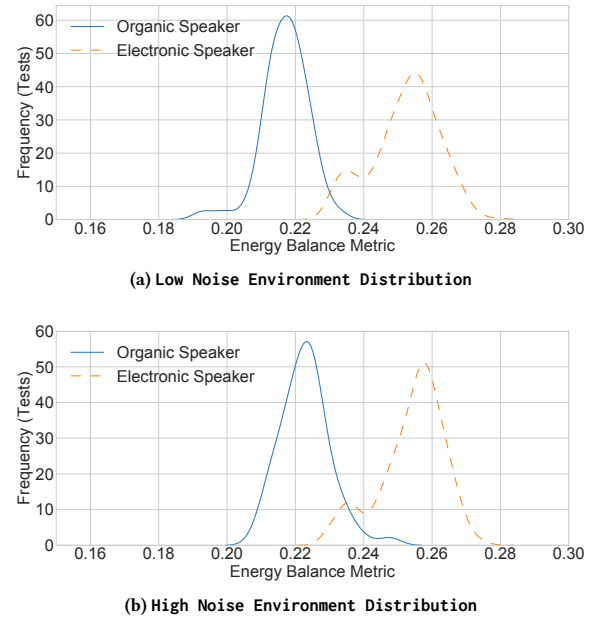 60
50
40
30
20
10
0
Frequency (Tests)
Organic Speaker
Electronic Speaker
0.16 0.18 0.20 0.22 0.24 0.26 0.28 0.30
Energy Balance Metric
(a) Low Noise Environment Distribution
60
50
40
30
20
10
0
Frequency (Tests)
Organic Speaker
Electronic Speaker
0.16 0.18 0.20 0.22 0.24 0.26 0.28 0.30
Energy Balance Metric
(b) High Noise Environment Distribution